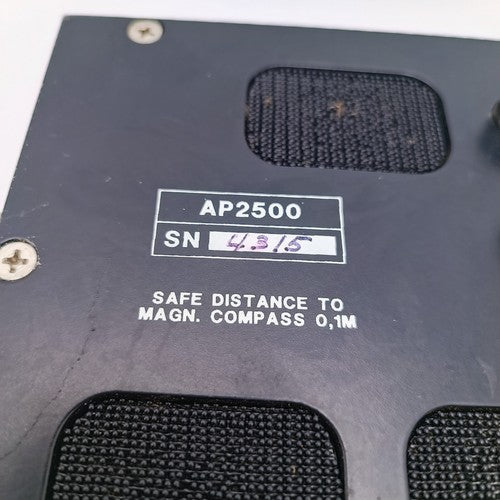 AP2500
SN 4315
SAFE DISTANCE TO
MAGN. COMPASS 0,1M